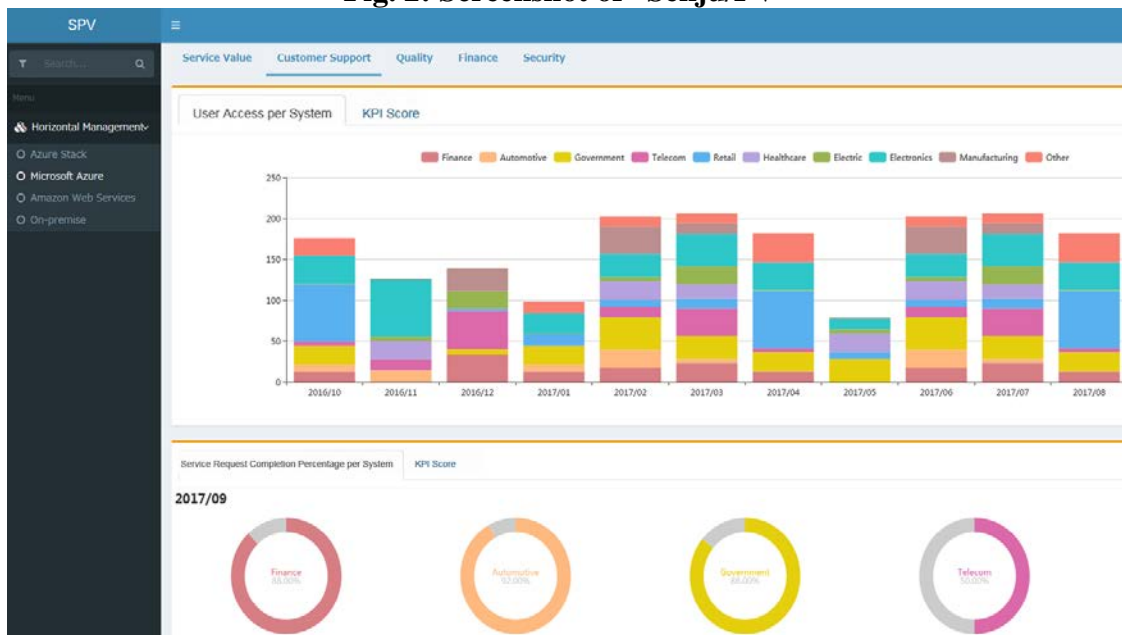 SPV
Service Value Customer Support Quality Finance Security
Search...
Menu
Horizontal Management
Azure Stack
Microsoft Azure
Amazon Web Services
On-premise
User Access per System KPI Score
Finance Automotive Government Telecom Retail Healthcare Electric Electronics Manufacturing Other
250
200
150
100
50
0
2016/10 2016/11 2016/12 2017/01 2017/02 2017/03 2017/04 2017/05 2017/06 2017/07 2017/08
Service Request Completion Percentage per System KPI Score
2017/09
Finance
88.00%
Automotive
92.00%
Government
Telecom
50.00%